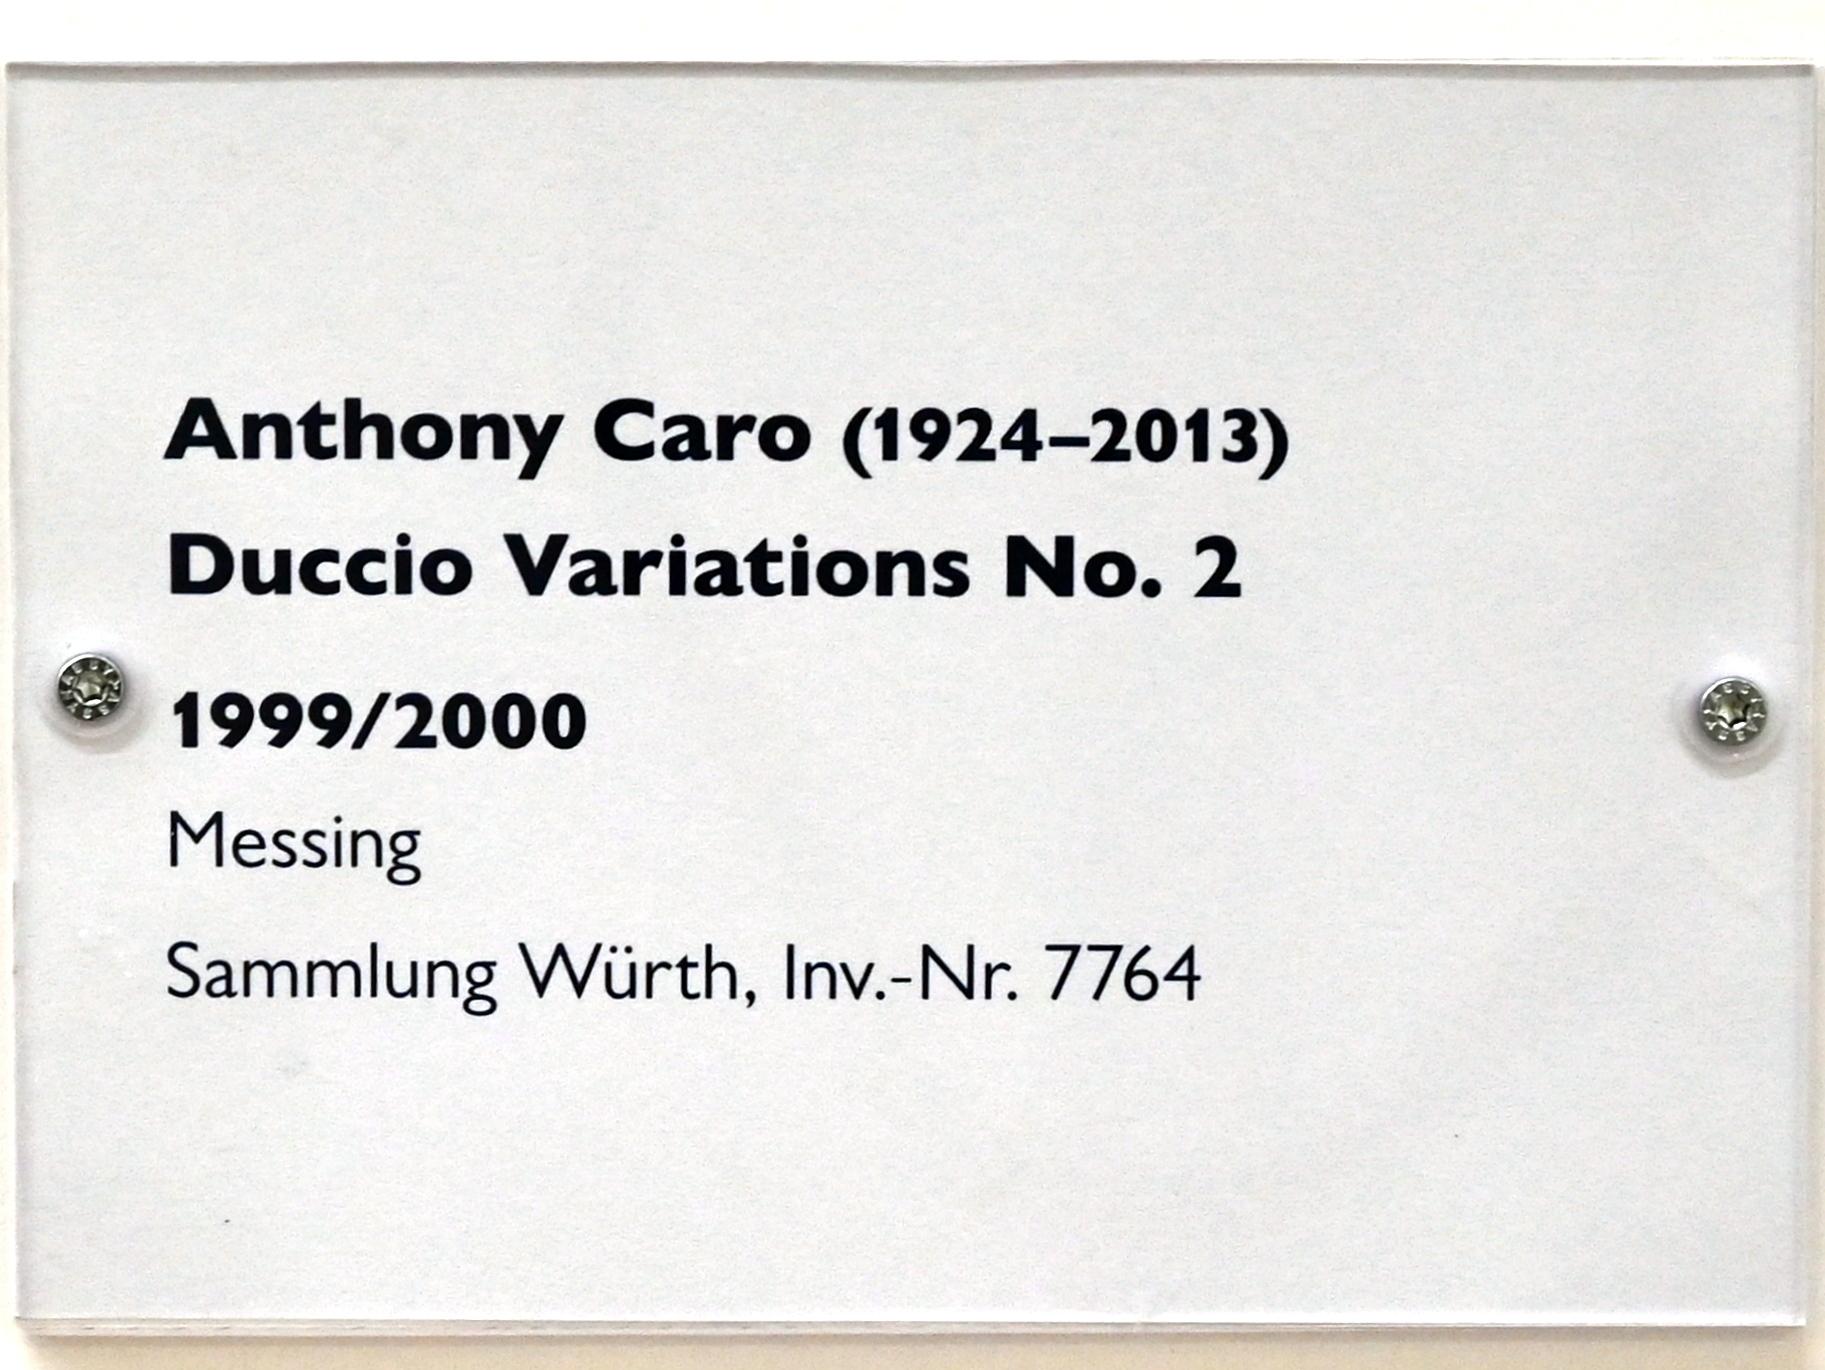 Anthony Caro (1924–2013)
Duccio Variations No. 2
1999/2000
Messing
Sammlung Würth, Inv.-Nr. 7764